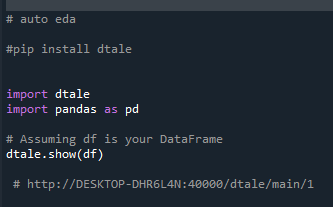 # auto eda
#pip install dtale
import dtale
import pandas as pd
# Assuming df is your DataFrame
dtale.show(df)
# http://DESKTOP-DHR6L4N:40000/dtale/main/1